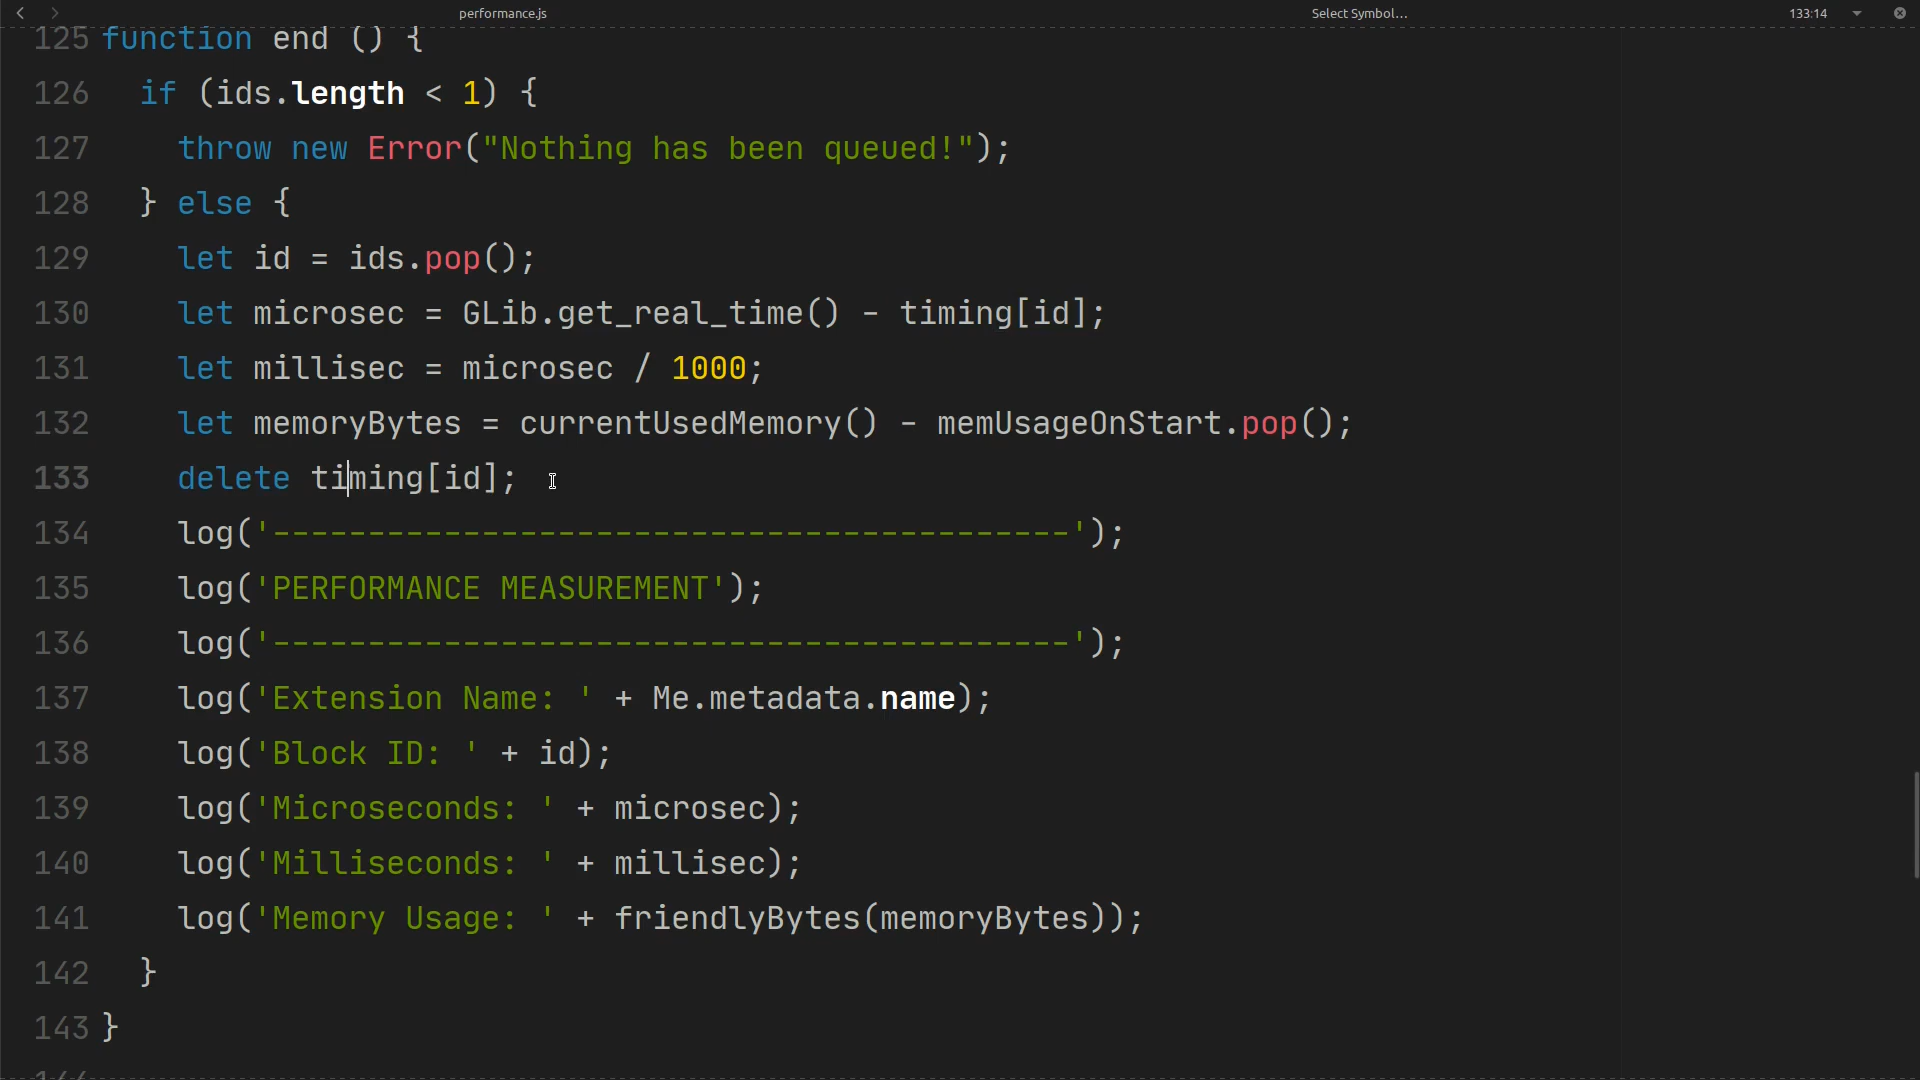 performance.js Select Symbol... 133:14
125 function end () {
126 if (ids.length < 1) {
127 throw new Error("Nothing has been queued!");
128 } else {
129 let id = ids.pop();
130 let microsec = GLib.get_real_time() - timing[id];
131 let millisec = microsec / 1000;
132 let memoryBytes = currentUsedMemory() - memUsageOnStart.pop();
133 delete timing[id];
134 log('------------------------------------------');
135 log('PERFORMANCE MEASUREMENT');
136 log('------------------------------------------');
137 log('Extension Name: ' + Me.metadata.name);
138 log('Block ID: ' + id);
139 log('Microseconds: ' + microsec);
140 log('Milliseconds: ' + millisec);
141 log('Memory Usage: ' + friendlyBytes(memoryBytes));
142 }
143 }